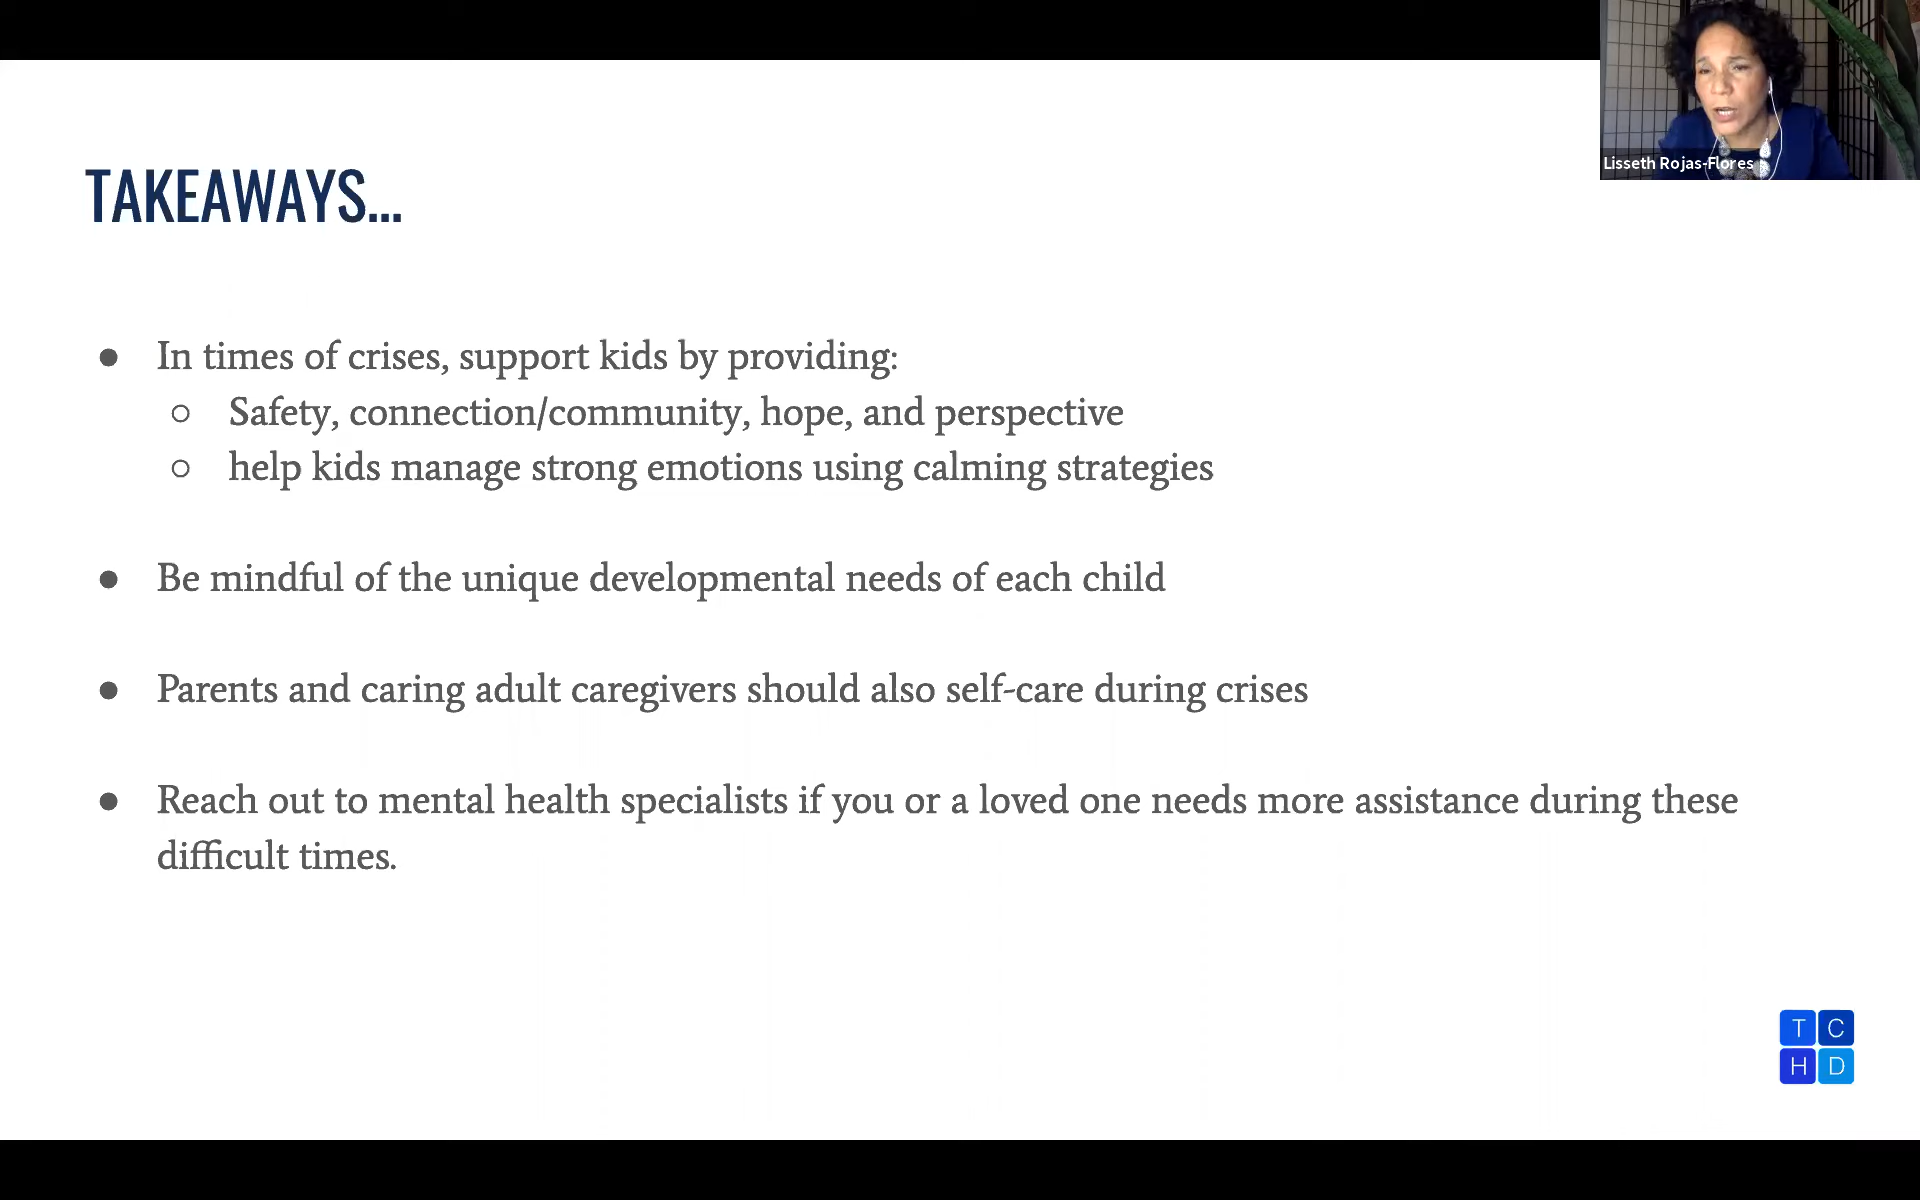 Lisseth Rojas-Flores
TAKEAWAYS...
● In times of crises, support kids by providing:
○ Safety, connection/community, hope, and perspective
○ help kids manage strong emotions using calming strategies
● Be mindful of the unique developmental needs of each child
● Parents and caring adult caregivers should also self-care during crises
● Reach out to mental health specialists if you or a loved one needs more assistance during these
difficult times.
T C
H D